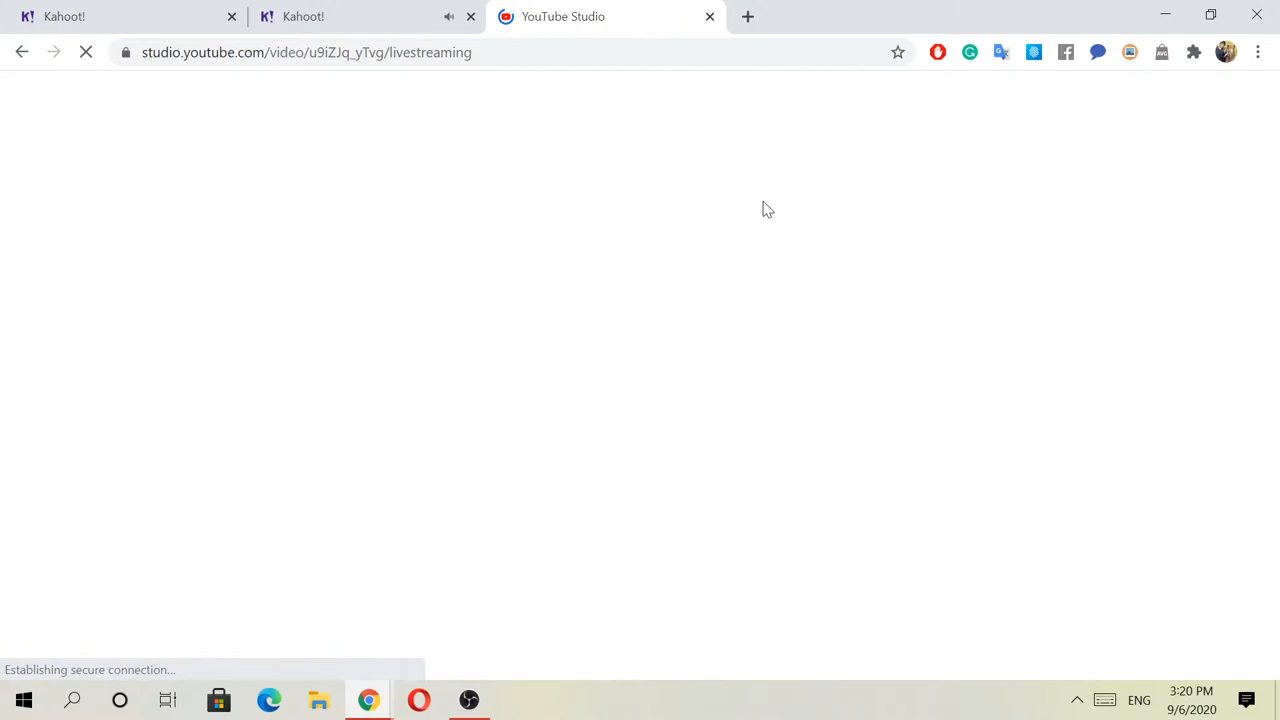 K! Kahoot!
K! Kahoot!
YouTube Studio
studio.youtube.com/video/u9iZJq_yTvg/livestreaming
AVG
Establishing secure connection...
ENG
3:20 PM
9/6/2020